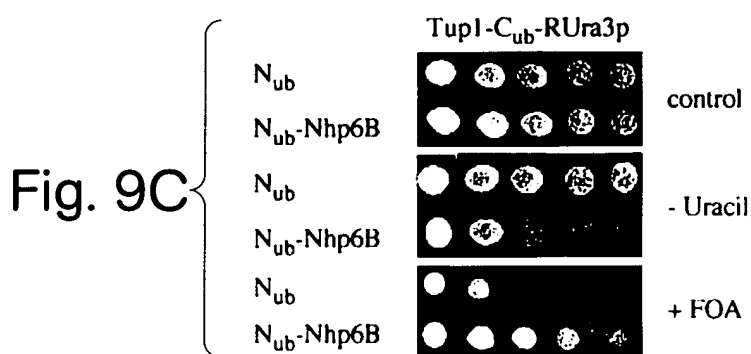 Tup1-Cub-RUra3p
Nub
control
Nub-Nhp6B
Fig. 9C
Nub
- Uracil
Nub-Nhp6B
Nub
+ FOA
Nub-Nhp6B